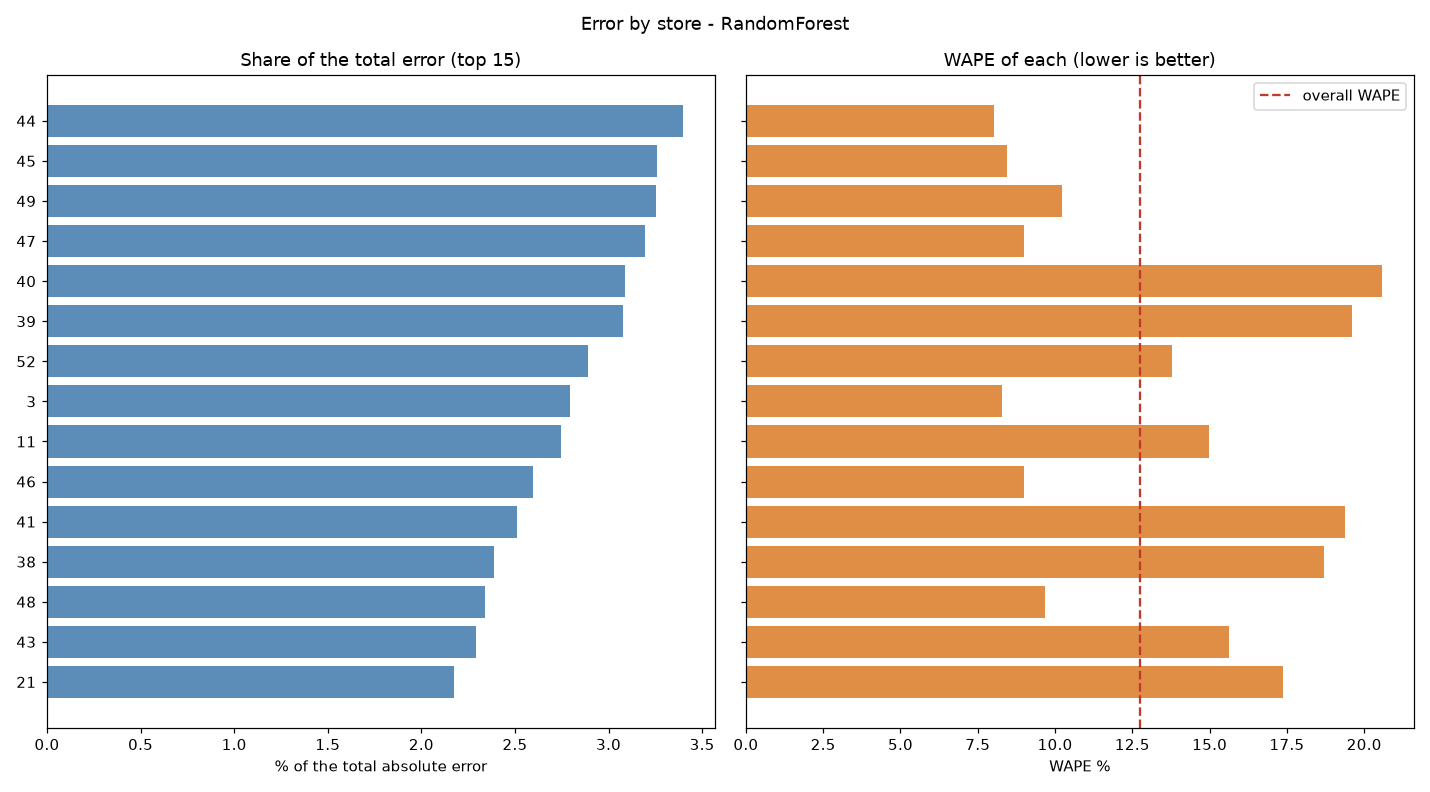 Error by store - RandomForest
Share of the total error (top 15)
44
45
49
47
40
39
52
3
11
46
41
38
48
43
21
0.0 0.5 1.0 1.5 2.0 2.5 3.0 3.5
% of the total absolute error
WAPE of each (lower is better)
overall WAPE
0.0 2.5 5.0 7.5 10.0 12.5 15.0 17.5 20.0
WAPE %